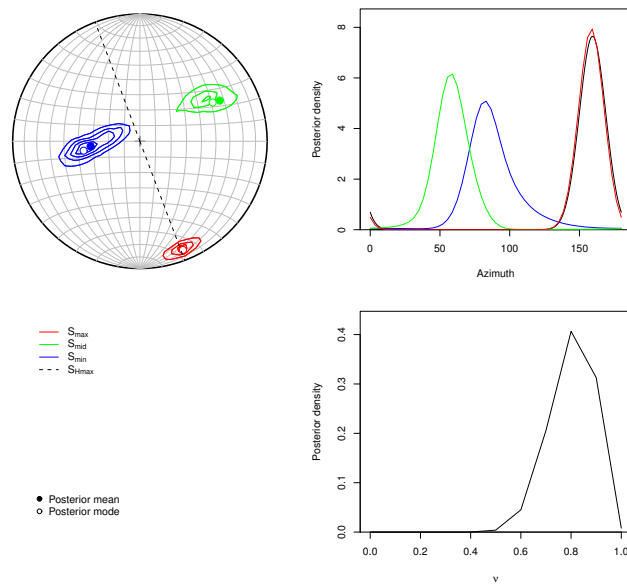 Posterior density
0
2
4
6
8
0
50
100
150
Azimuth
S_max
S_mid
S_min
S_Hmax
Posterior mean
Posterior mode
Posterior density
0.0
0.1
0.2
0.3
0.4
0.0
0.2
0.4
0.6
0.8
1.0
ν